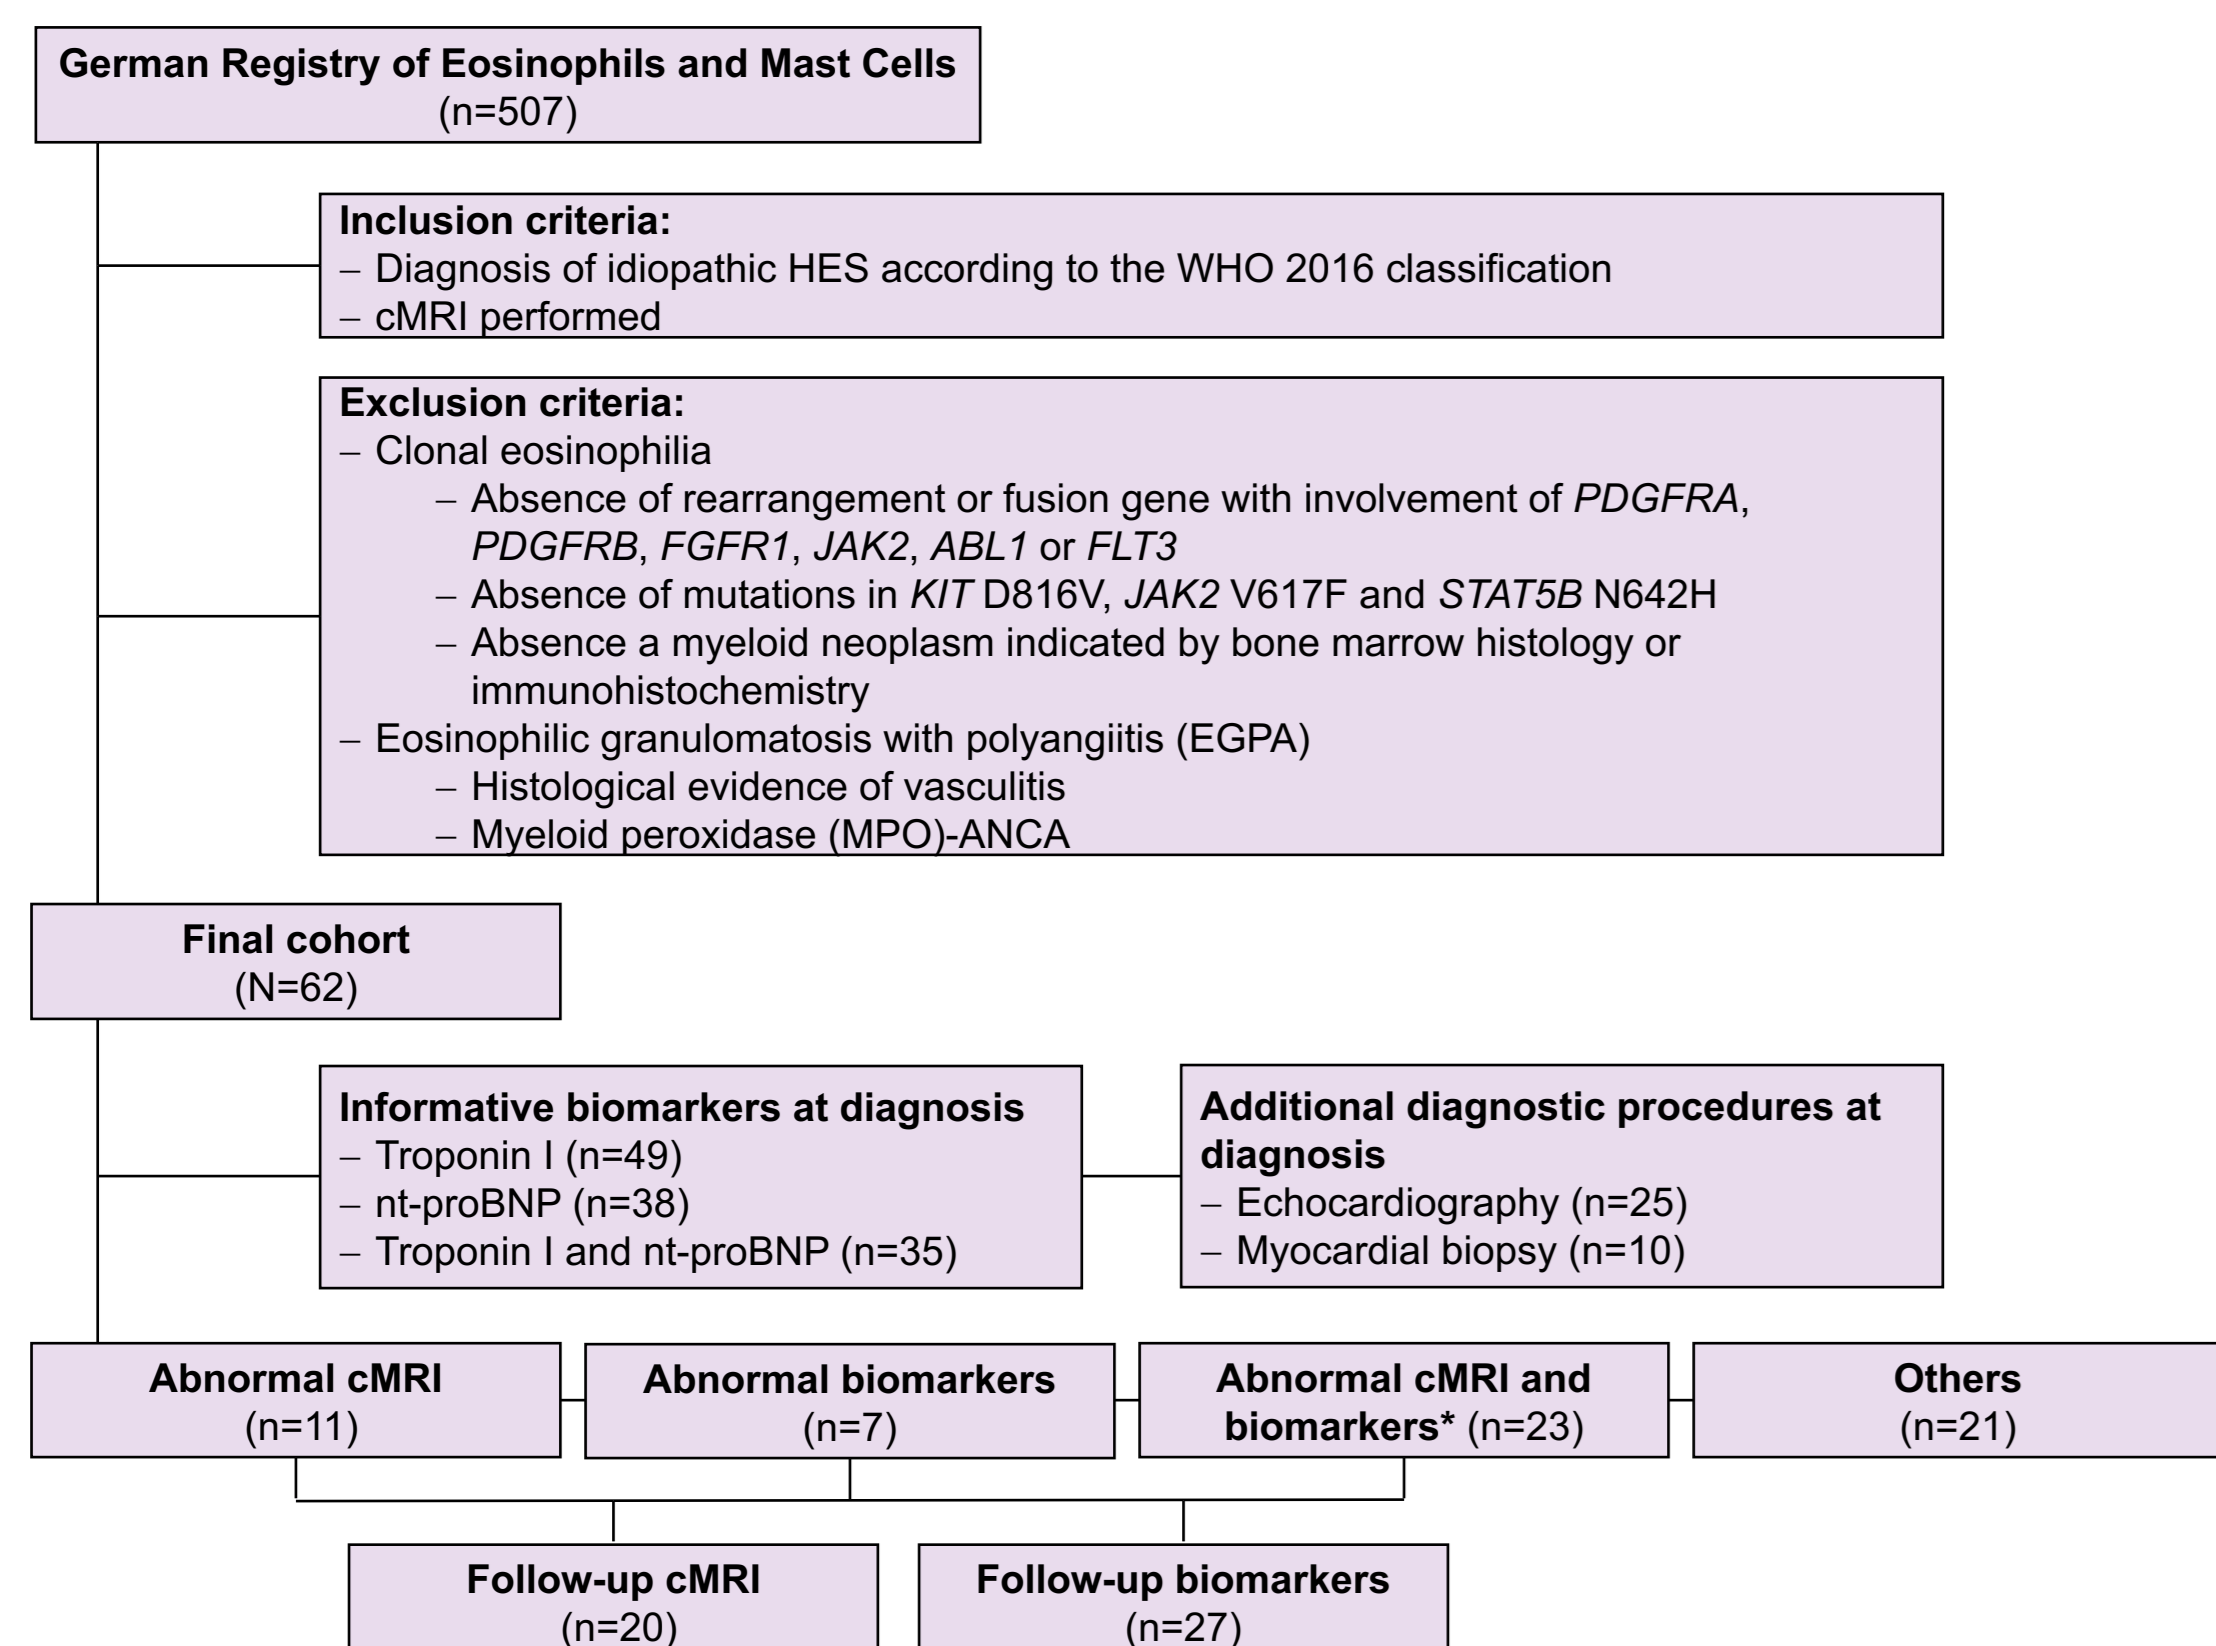 German Registry of Eosinophils and Mast Cells
(n=507)
Inclusion criteria:
– Diagnosis of idiopathic HES according to the WHO 2016 classification
– cMRI performed
Exclusion criteria:
– Clonal eosinophilia
– Absence of rearrangement or fusion gene with involvement of PDGFRA,
PDGFRB, FGFR1, JAK2, ABL1 or FLT3
– Absence of mutations in KIT D816V, JAK2 V617F and STAT5B N642H
– Absence a myeloid neoplasm indicated by bone marrow histology or
immunohistochemistry
– Eosinophilic granulomatosis with polyangiitis (EGPA)
– Histological evidence of vasculitis
– Myeloid peroxidase (MPO)-ANCA
Final cohort
(N=62)
Informative biomarkers at diagnosis
– Troponin I (n=49)
– nt-proBNP (n=38)
– Troponin I and nt-proBNP (n=35)
Additional diagnostic procedures at
diagnosis
– Echocardiography (n=25)
– Myocardial biopsy (n=10)
Abnormal cMRI
(n=11)
Abnormal biomarkers
(n=7)
Abnormal cMRI and
biomarkers* (n=23)
Others
(n=21)
Follow-up cMRI
(n=20)
Follow-up biomarkers
(n=27)